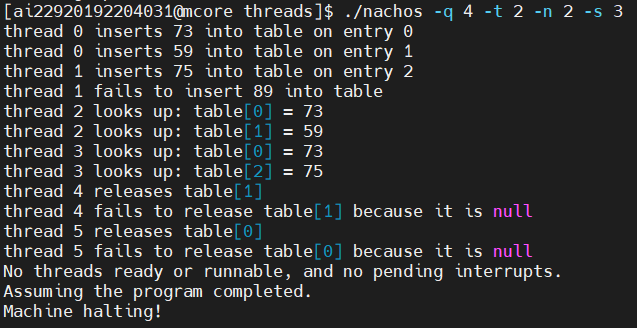 [ai22920192204031@mcore threads]$ ./nachos -q 4 -t 2 -n 2 -s 3
thread 0 inserts 73 into table on entry 0
thread 0 inserts 59 into table on entry 1
thread 1 inserts 75 into table on entry 2
thread 1 fails to insert 89 into table
thread 2 looks up: table[0] = 73
thread 2 looks up: table[1] = 59
thread 3 looks up: table[0] = 73
thread 3 looks up: table[2] = 75
thread 4 releases table[1]
thread 4 fails to release table[1] because it is null
thread 5 releases table[0]
thread 5 fails to release table[0] because it is null
No threads ready or runnable, and no pending interrupts.
Assuming the program completed.
Machine halting!